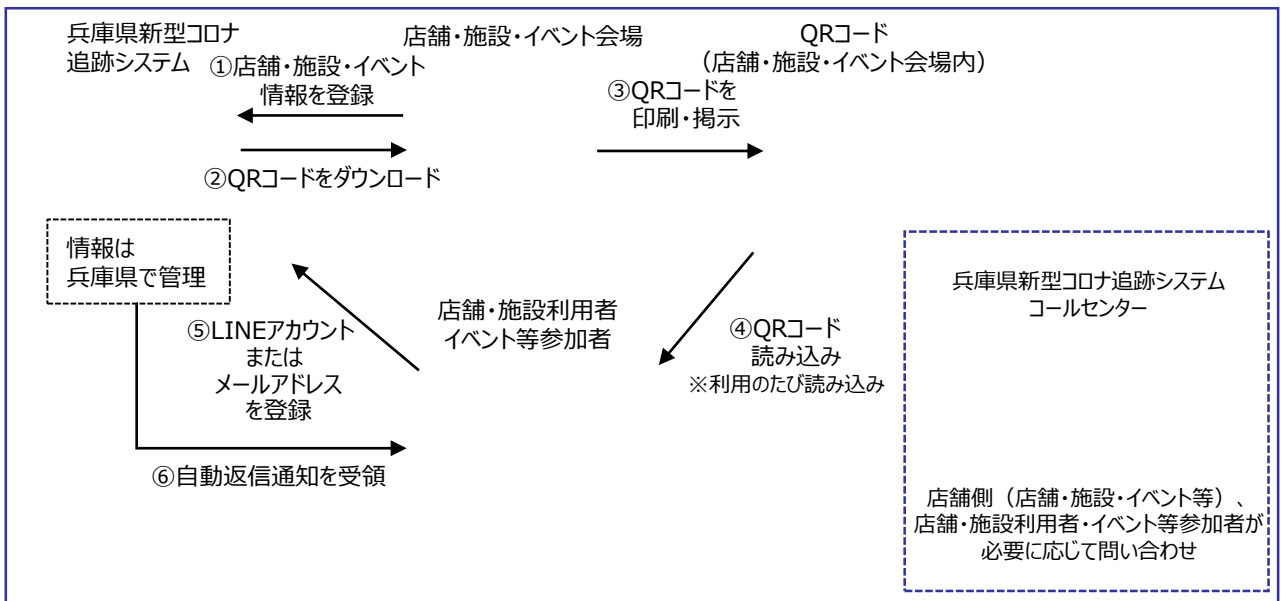 兵庫県新型コロナ
追跡システム
店舗・施設・イベント会場
QRコード
（店舗・施設・イベント会場内）
①店舗・施設・イベント
情報を登録
③QRコードを
印刷・掲示
②QRコードをダウンロード
情報は
兵庫県で管理
店舗・施設利用者
イベント等参加者
⑤LINEアカウント
または
メールアドレス
を登録
④QRコード
読み込み
※利用のたび読み込み
⑥自動返信通知を受領
兵庫県新型コロナ追跡システム
コールセンター
店舗側（店舗・施設・イベント等）、
店舗・施設利用者・イベント等参加者が
必要に応じて問い合わせ